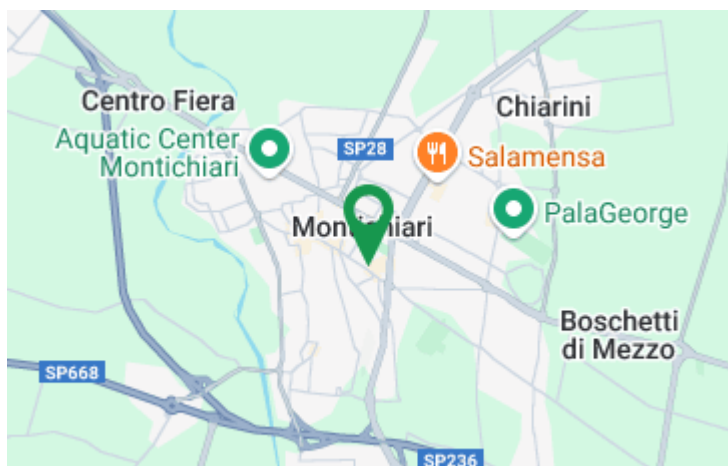 Centro Fiera
Chiarini
Aquatic Center
Montichiari
SP28
Salamensa
PalaGeorge
Montichiari
Boschetti
di Mezzo
SP668
SP236